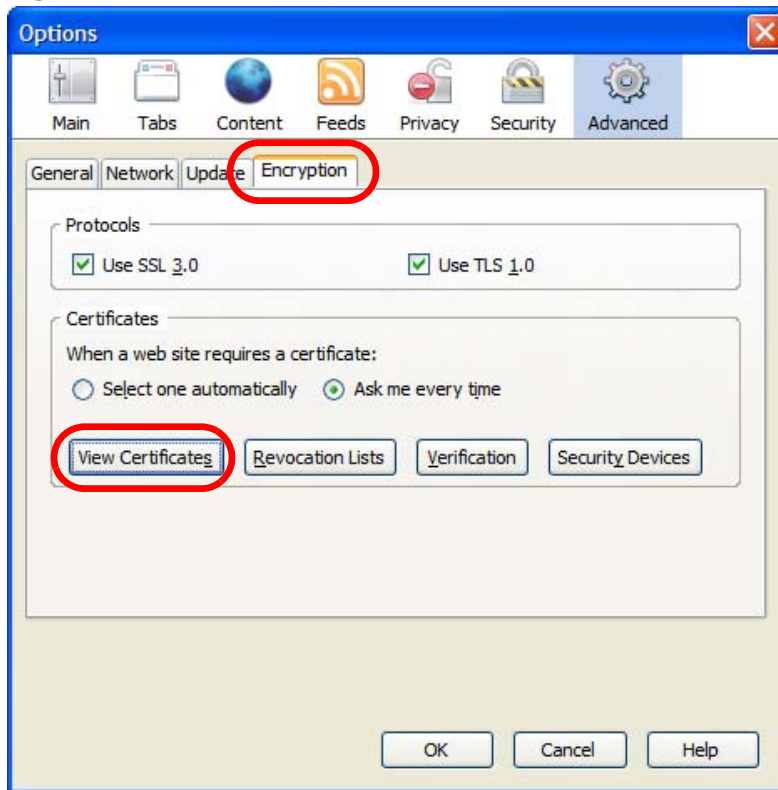 Options
Main Tabs Content Feeds Privacy Security Advanced
General Network Update Encryption
Protocols
Use SSL 3.0 Use TLS 1.0
Certificates
When a web site requires a certificate:
Select one automatically Ask me every time
View Certificates Revocation Lists Verification Security Devices
OK Cancel Help